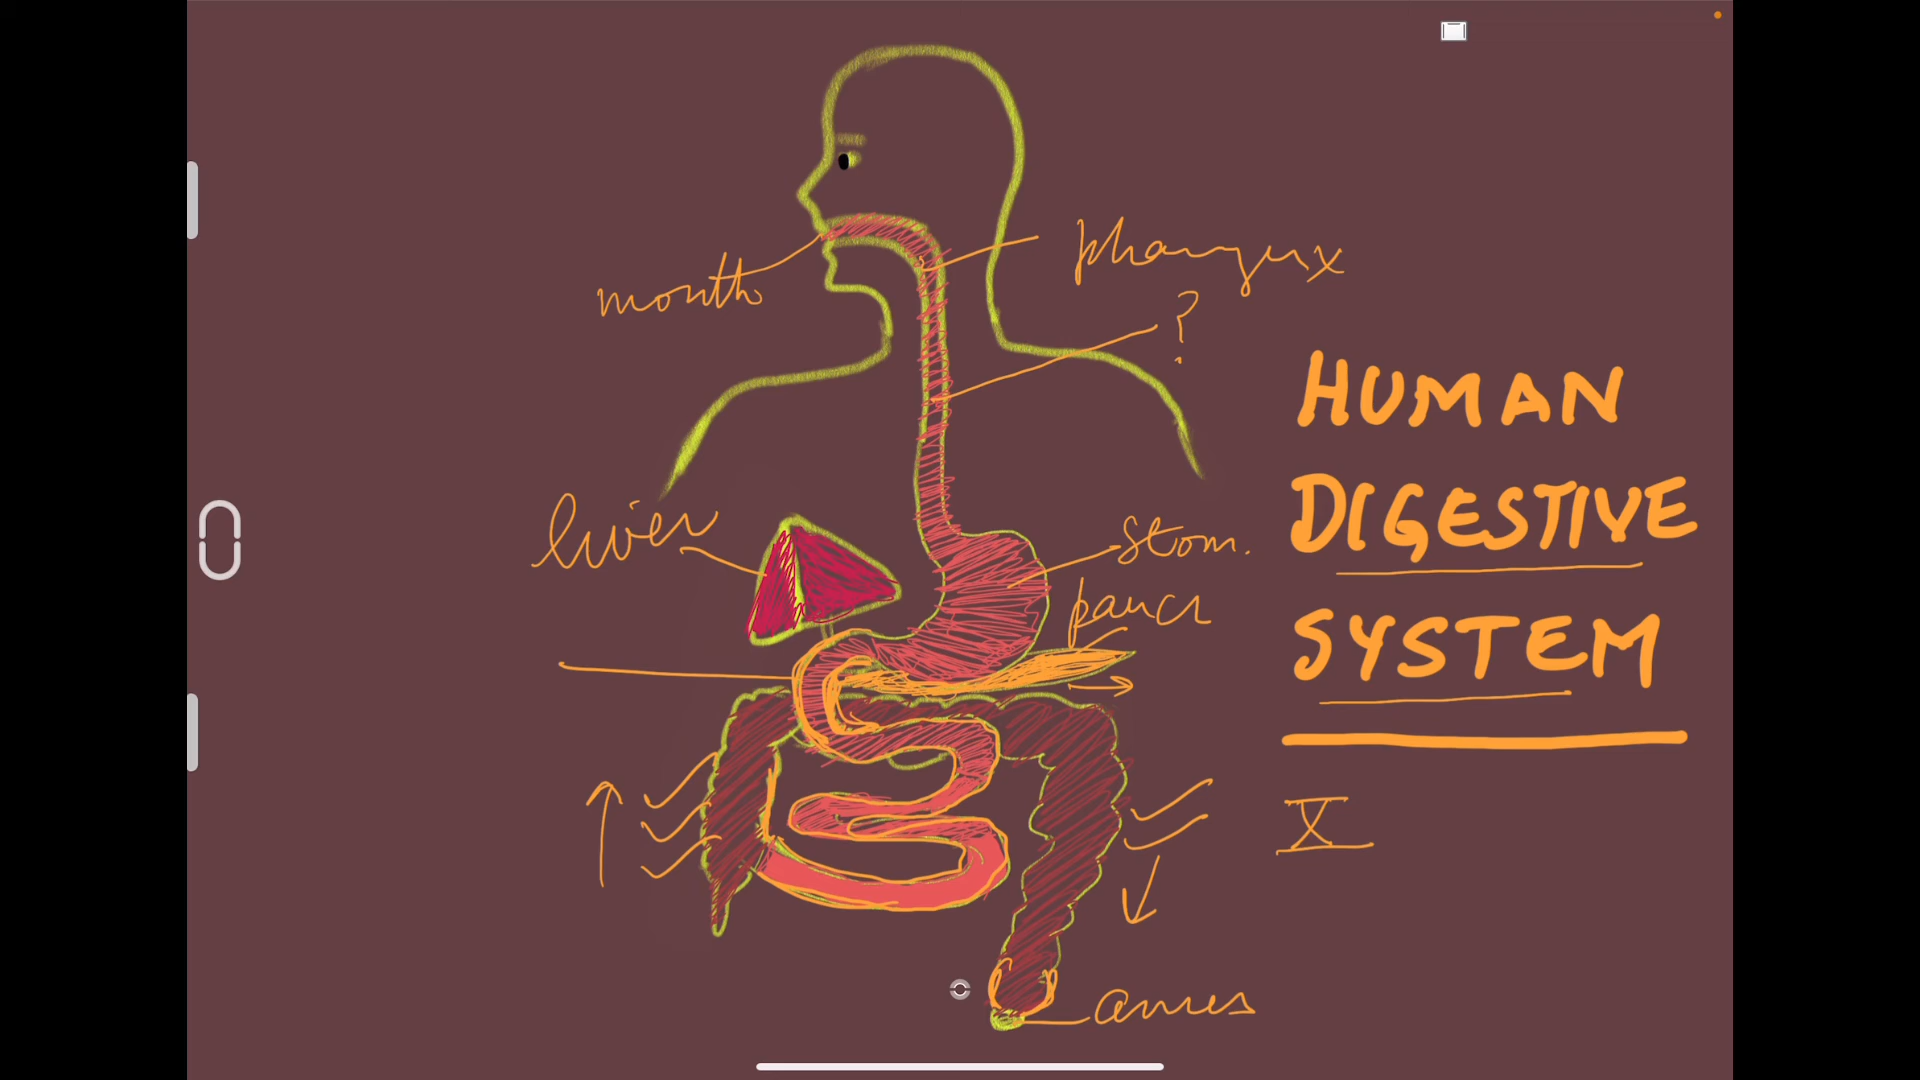 mouth
pharynx
?
HUMAN
DIGESTIVE
SYSTEM
liver
stom.
pancr
X
anus